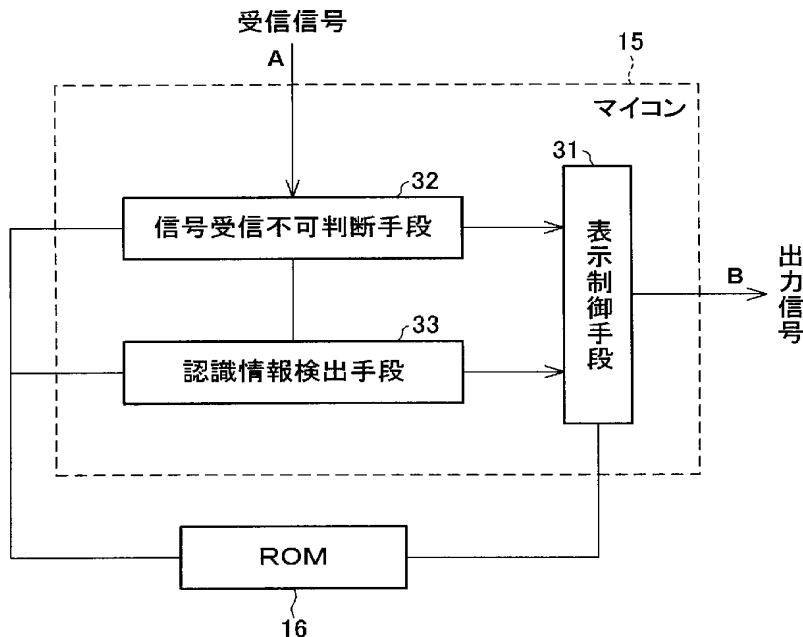 受信信号
A
15
マイコン
31
32
信号受信不可判断手段
表示制御手段
B
出力信号
33
認識情報検出手段
ROM
16